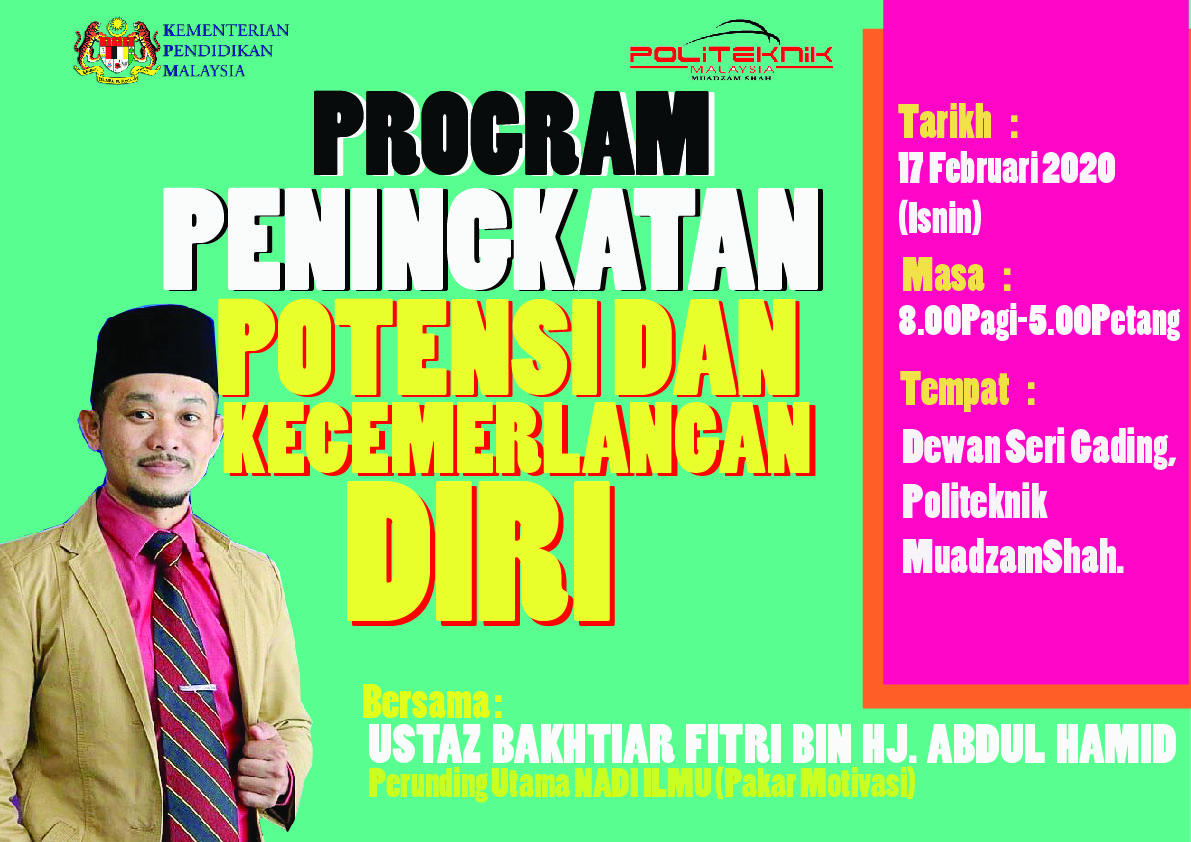 KEMENTERIAN
PENDIDIKAN
MALAYSIA
POLITEKNIK
MALAYSIA
MUADZAM SHAH
PROGRAM
PENINGKATAN
POTENSI DAN
KECEMERLANGAN
DIRI
Tarikh :
17 Februari 2020
(Isnin)
Masa :
8.00Pagi-5.00Petang
Tempat :
Dewan Seri Gading,
Politeknik
MuadzamShah.
Bersama :
USTAZ BAKHTIAR FITRI BIN HJ. ABDUL HAMID
Perunding Utama NADI ILMU (Pakar Motivasi)